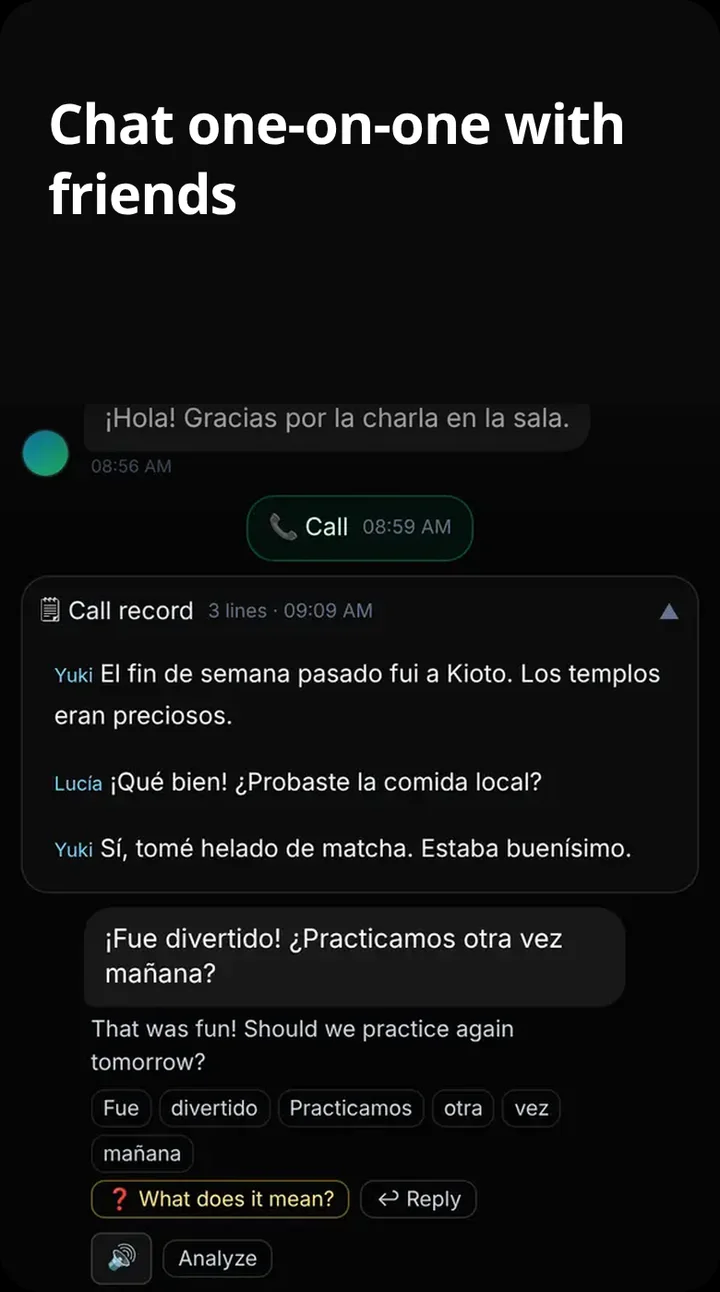 Chat one-on-one with
friends
¡Hola! Gracias por la charla en la sala.
08:56 AM
Call 08:59 AM
Call record 3 lines · 09:09 AM
Yuki El fin de semana pasado fui a Kioto. Los templos
eran preciosos.
Lucía ¡Qué bien! ¿Probaste la comida local?
Yuki Sí, tomé helado de matcha. Estaba buenísimo.
¡Fue divertido! ¿Practicamos otra vez
mañana?
That was fun! Should we practice again
tomorrow?
Fue divertido Practicamos otra vez
mañana
❓ What does it mean? ↩ Reply
Analyze